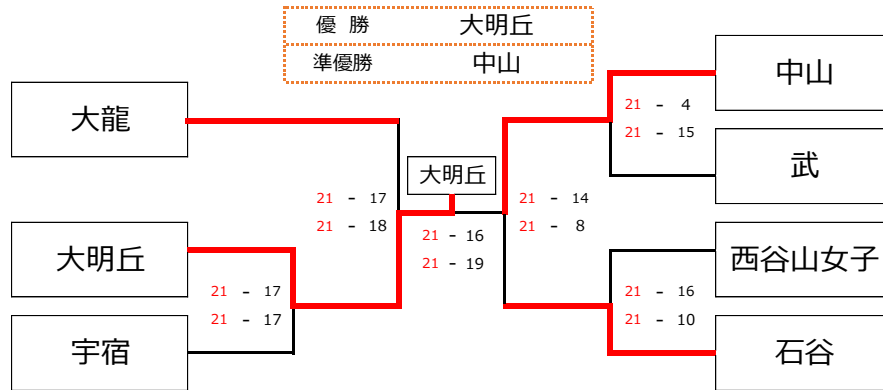 優 勝 大明丘
準優勝 中山
中山
21 - 4
21 - 15
大龍
武
大明丘
21 - 17
21 - 18
21 - 14
21 - 8
21 - 16
21 - 19
大明丘
西谷山女子
21 - 17
21 - 17
21 - 16
21 - 10
宇宿
石谷